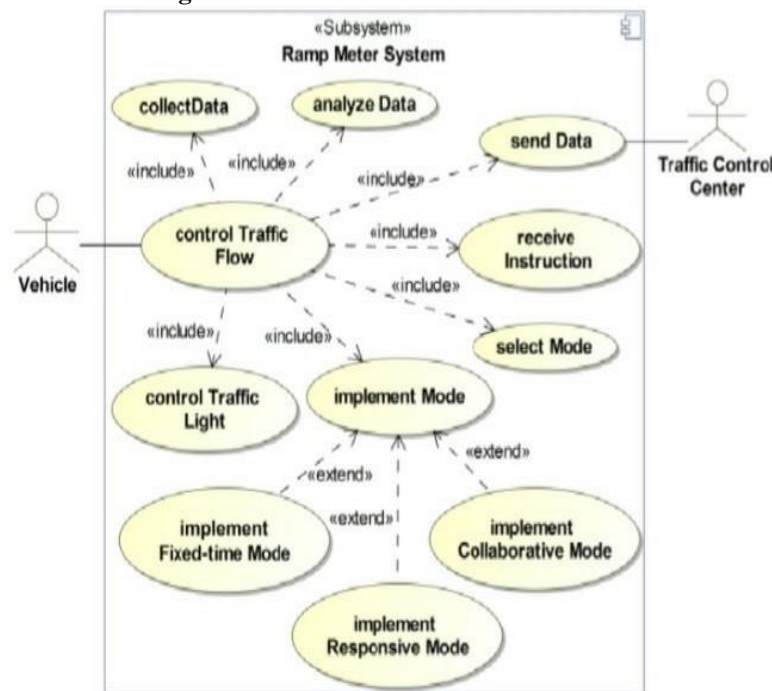 «Subsystem»
Ramp Meter System
collectData
analyze Data
send Data
Traffic Control
Center
«include»
«include»
«include»
control Traffic
Flow
«include»
receive
Instruction
Vehicle
«include»
«include»
«include»
select Mode
control Traffic
Light
implement Mode
«extend»
«extend»
«extend»
implement
Fixed-time Mode
implement
Collaborative Mode
implement
Responsive Mode